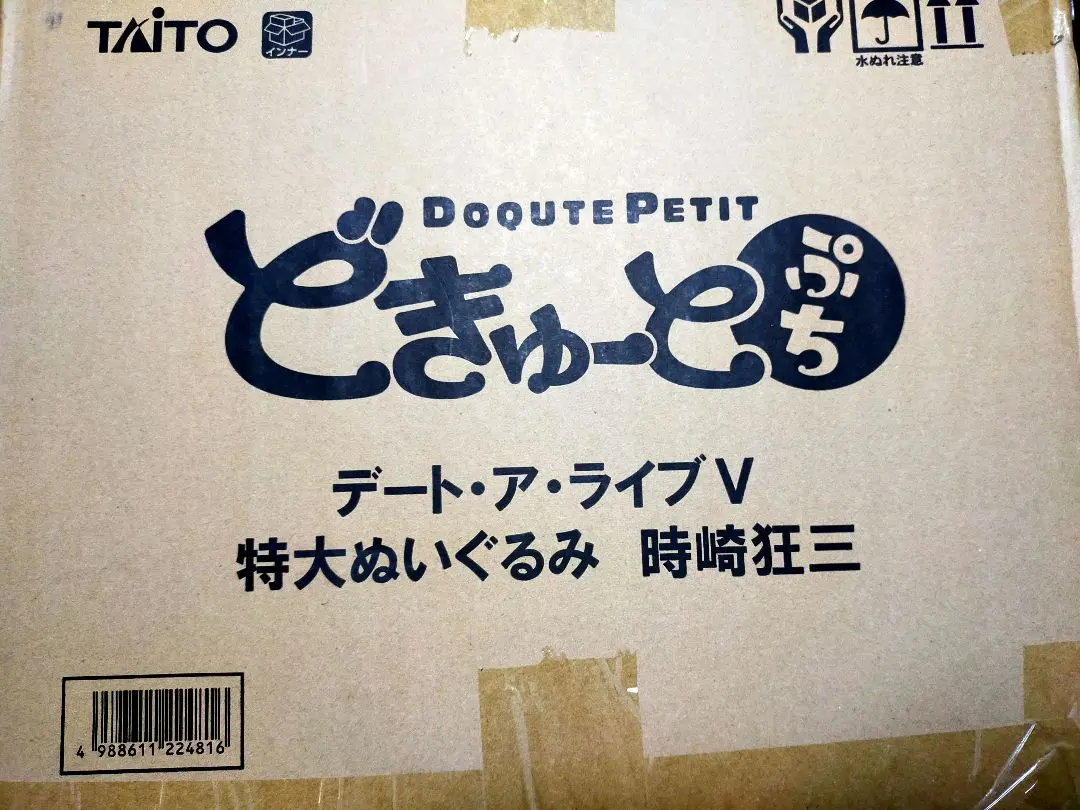 TAITO
インナー
水ぬれ注意
DOQUTE PETIT
どきゅーと ぷち
デート・ア・ライブV
特大ぬいぐるみ 時崎狂三
4 988611 224816